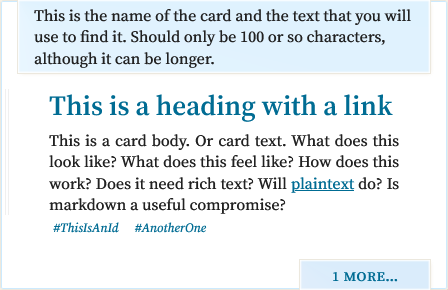 This is the name of the card and the text that you will
use to find it. Should only be 100 or so characters,
although it can be longer.
This is a heading with a link
This is a card body. Or card text. What does this
look like? What does this feel like? How does this
work? Does it need rich text? Will plaintext do? Is
markdown a useful compromise?
#ThisIsAnId #AnotherOne
1 MORE...